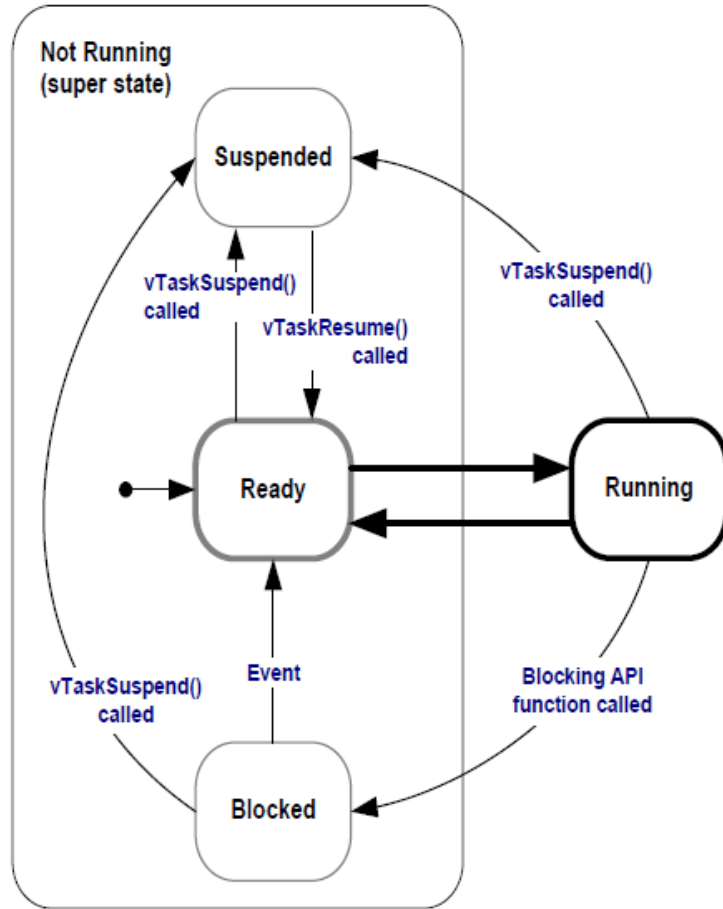 Not Running
(super state)
Suspended
vTaskSuspend()
called
vTaskResume()
called
vTaskSuspend()
called
Ready
Running
vTaskSuspend()
called
Event
Blocking API
function called
Blocked